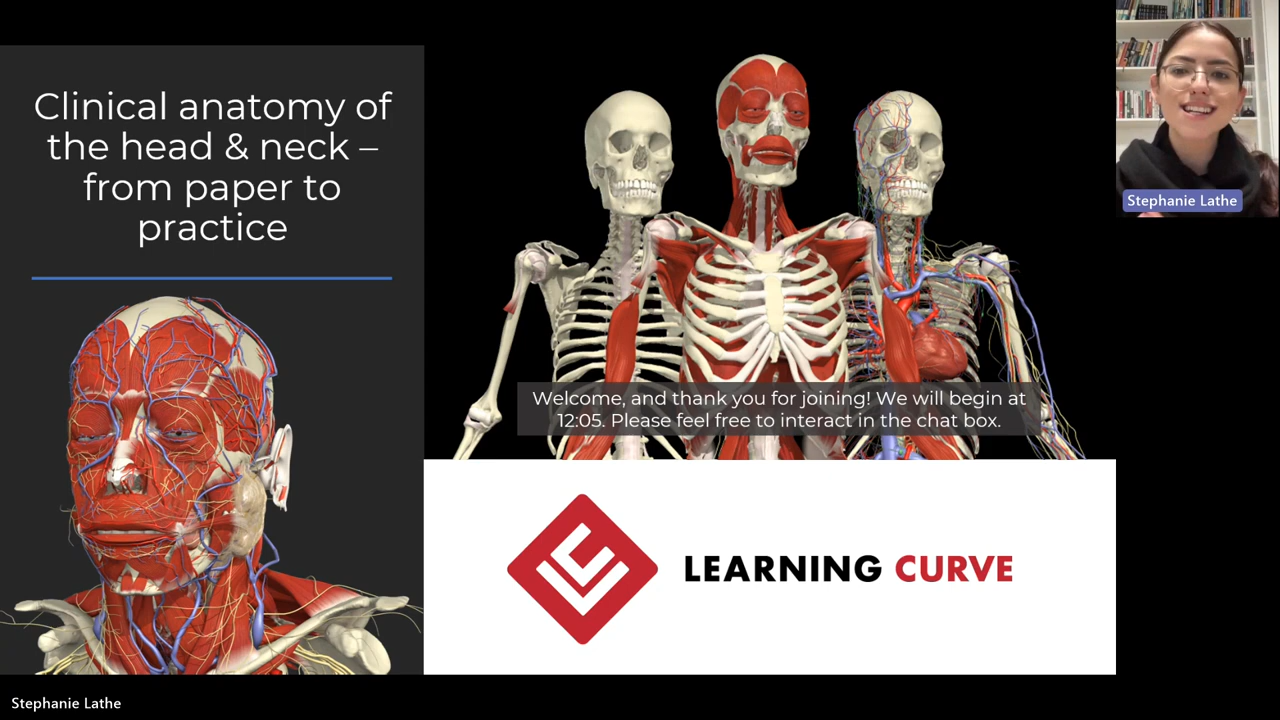 Clinical anatomy of
the head & neck –
from paper to
practice
Welcome, and thank you for joining! We will begin at
12:05. Please feel free to interact in the chat box.
LEARNING CURVE
Stephanie Lathe
Stephanie Lathe